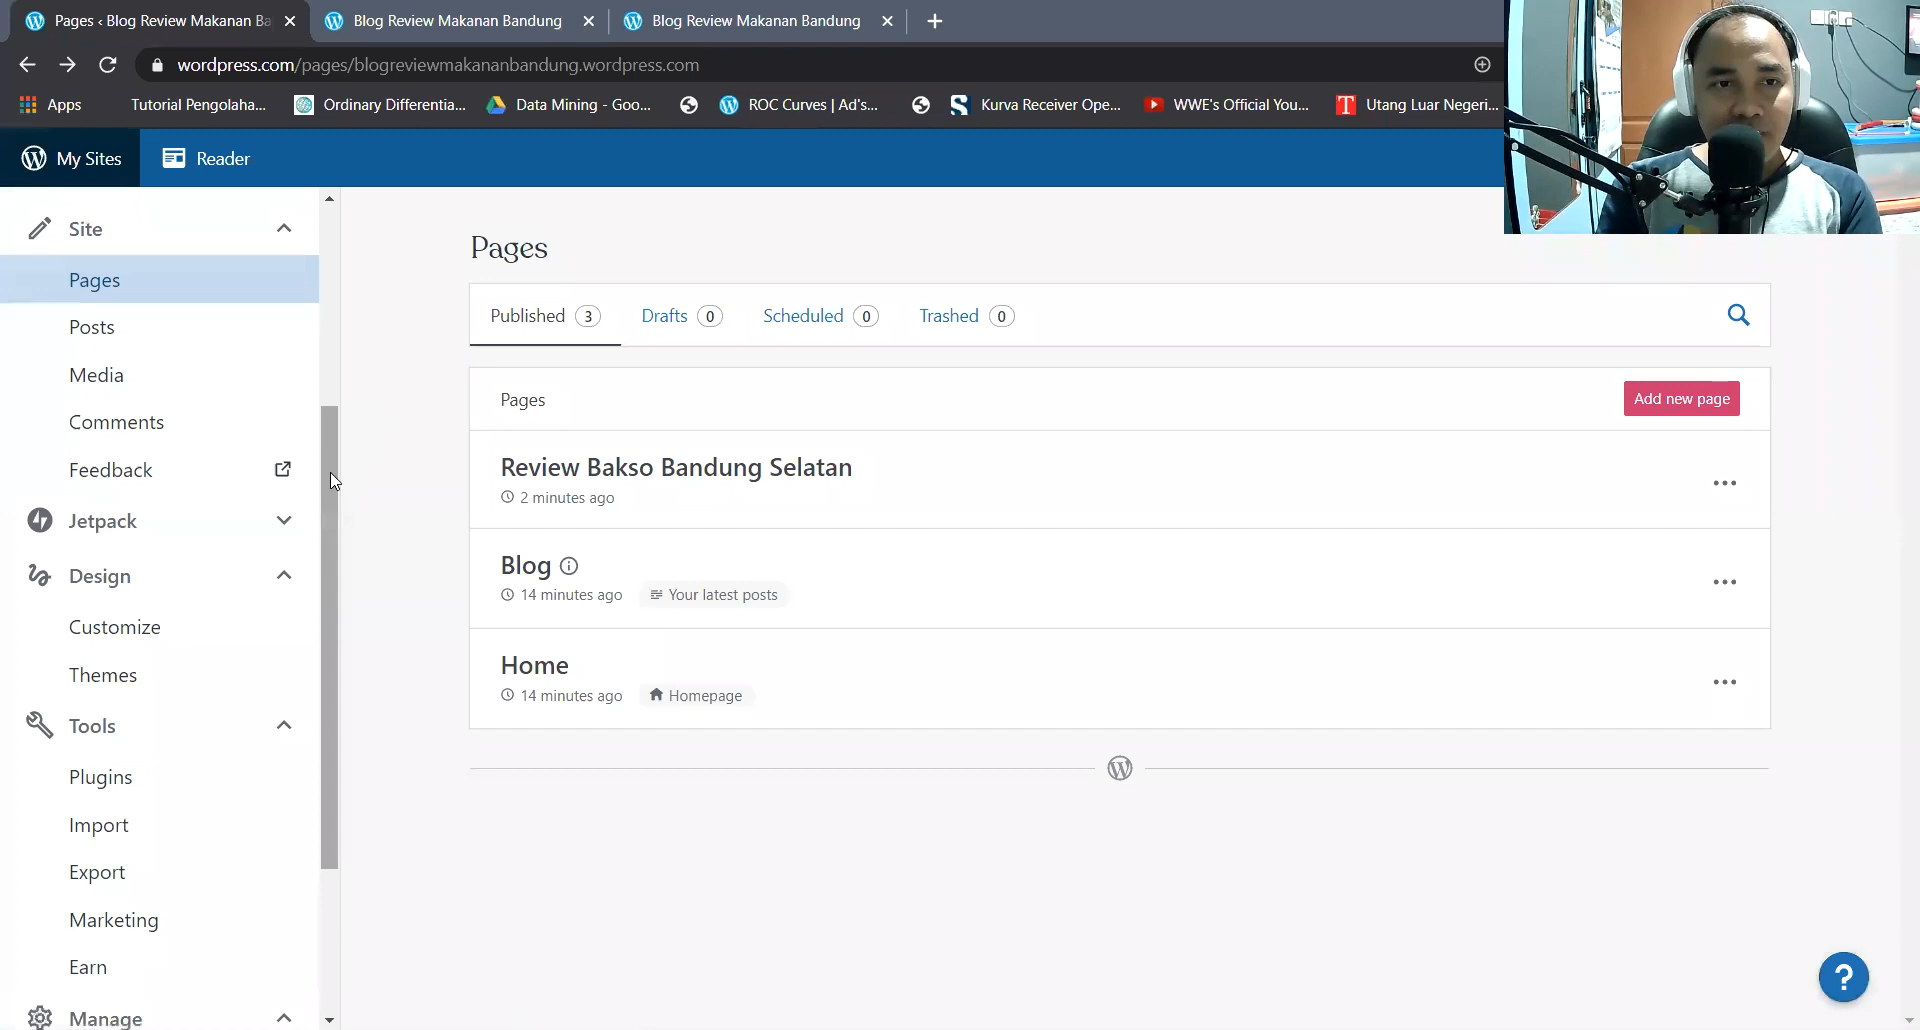 Pages ‹ Blog Review Makanan Ba
Blog Review Makanan Bandung
Blog Review Makanan Bandung
wordpress.com/pages/blogreviewmakananbandung.wordpress.com
Apps
Tutorial Pengolaha...
Ordinary Differentia...
Data Mining - Goo...
ROC Curves | Ad's...
Kurva Receiver Ope...
WWE's Official You...
Utang Luar Negeri...
My Sites
Reader
Site
Pages
Posts
Media
Comments
Feedback
Jetpack
Design
Customize
Themes
Tools
Plugins
Import
Export
Marketing
Earn
Manage
Pages
Published 3
Drafts 0
Scheduled 0
Trashed 0
Pages
Add new page
Review Bakso Bandung Selatan
2 minutes ago
Blog
14 minutes ago
Your latest posts
Home
14 minutes ago
Homepage
?